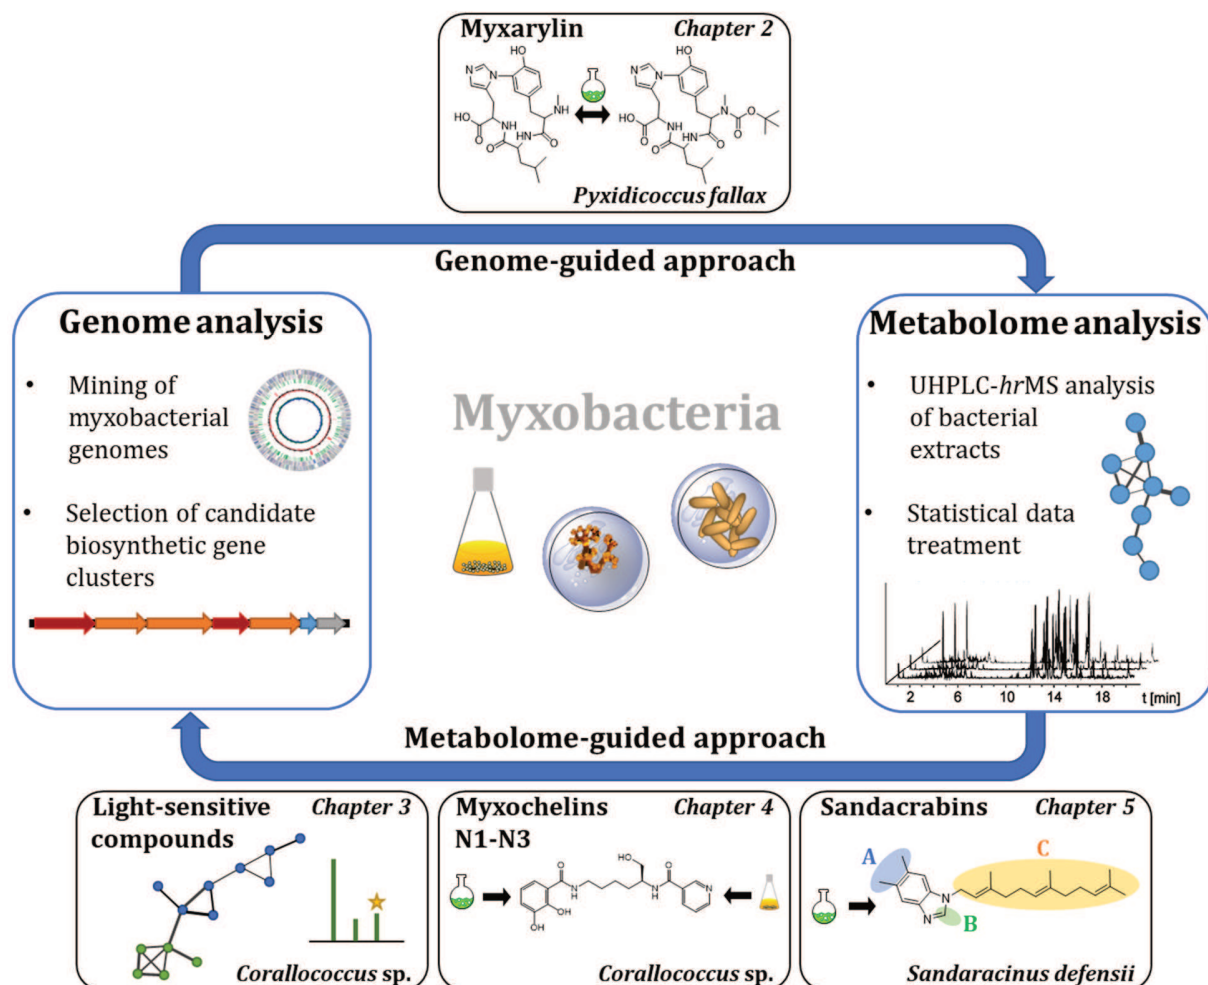 Myxarylin
Chapter 2
HO
N
N
HO
O
NH
O
NH
O
NH
HO
N
N
HO
O
NH
O
NH
O
N
O
O
Pyxidicoccus fallax
Genome-guided approach
Genome analysis
• Mining of
myxobacterial
genomes
• Selection of candidate
biosynthetic gene
clusters
Myxobacteria
Metabolome analysis
• UHPLC-hrMS analysis
of bacterial
extracts
• Statistical data
treatment
2 6 10 14 18 t [min]
Metabolome-guided approach
Light-sensitive
compounds
Chapter 3
Corallococcus sp.
Myxochelins
N1-N3
Chapter 4
O
N
H
OH
OH
HO
N
H
O
N
Corallococcus sp.
Sandacrabins
Chapter 5
A
C
N
N
B
Sandaracinus defensii